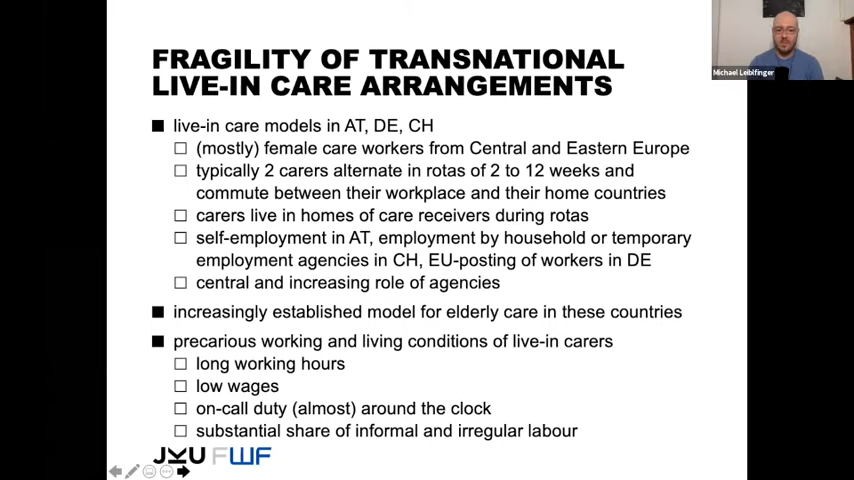 FRAGILITY OF TRANSNATIONAL
LIVE-IN CARE ARRANGEMENTS
Michael Leiblfinger
live-in care models in AT, DE, CH
(mostly) female care workers from Central and Eastern Europe
typically 2 carers alternate in rotas of 2 to 12 weeks and
commute between their workplace and their home countries
carers live in homes of care receivers during rotas
self-employment in AT, employment by household or temporary
employment agencies in CH, EU-posting of workers in DE
central and increasing role of agencies
increasingly established model for elderly care in these countries
precarious working and living conditions of live-in carers
long working hours
low wages
on-call duty (almost) around the clock
substantial share of informal and irregular labour
JKU FWF